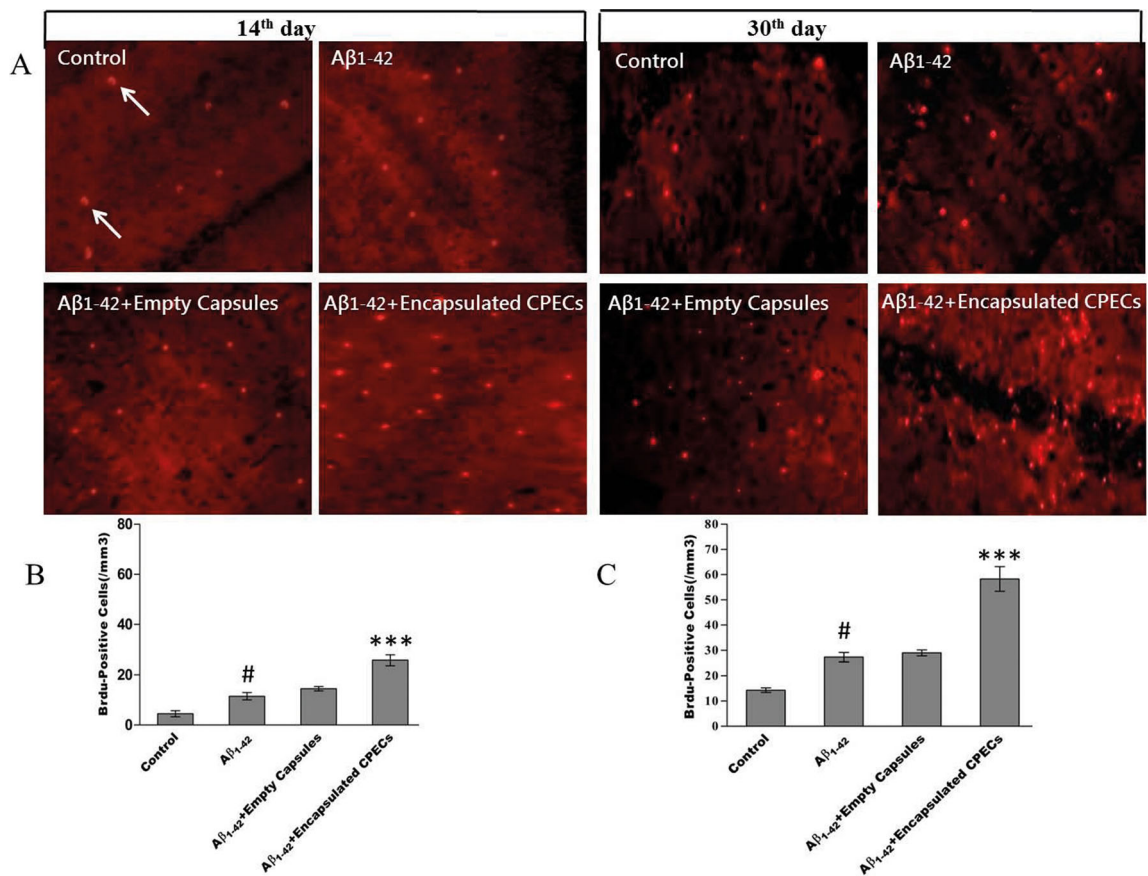 14th day
30th day
A
Control
Aβ1-42
Control
Aβ1-42
Aβ1-42+Empty Capsules
Aβ1-42+Encapsulated CPECs
Aβ1-42+Empty Capsules
Aβ1-42+Encapsulated CPECs
B
Brdu-Positive Cells(/mm3)
80
60
40
20
0
#
***
Control
Aβ1-42
Aβ1-42+Empty Capsules
Aβ1-42+Encapsulated CPECs
C
Brdu-Positive Cells(/mm3)
80
70
60
50
40
30
20
10
0
#
***
Control
Aβ1-42
Aβ1-42+Empty Capsules
Aβ1-42+Encapsulated CPECs